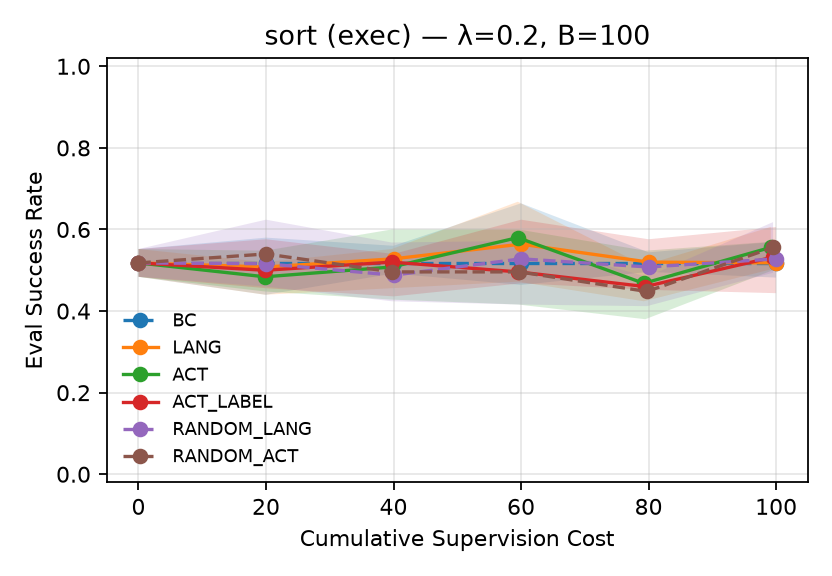 sort (exec) — λ=0.2, B=100
Eval Success Rate
1.0
0.8
0.6
0.4
0.2
0.0
BC
LANG
ACT
ACT_LABEL
RANDOM_LANG
RANDOM_ACT
0 20 40 60 80 100
Cumulative Supervision Cost